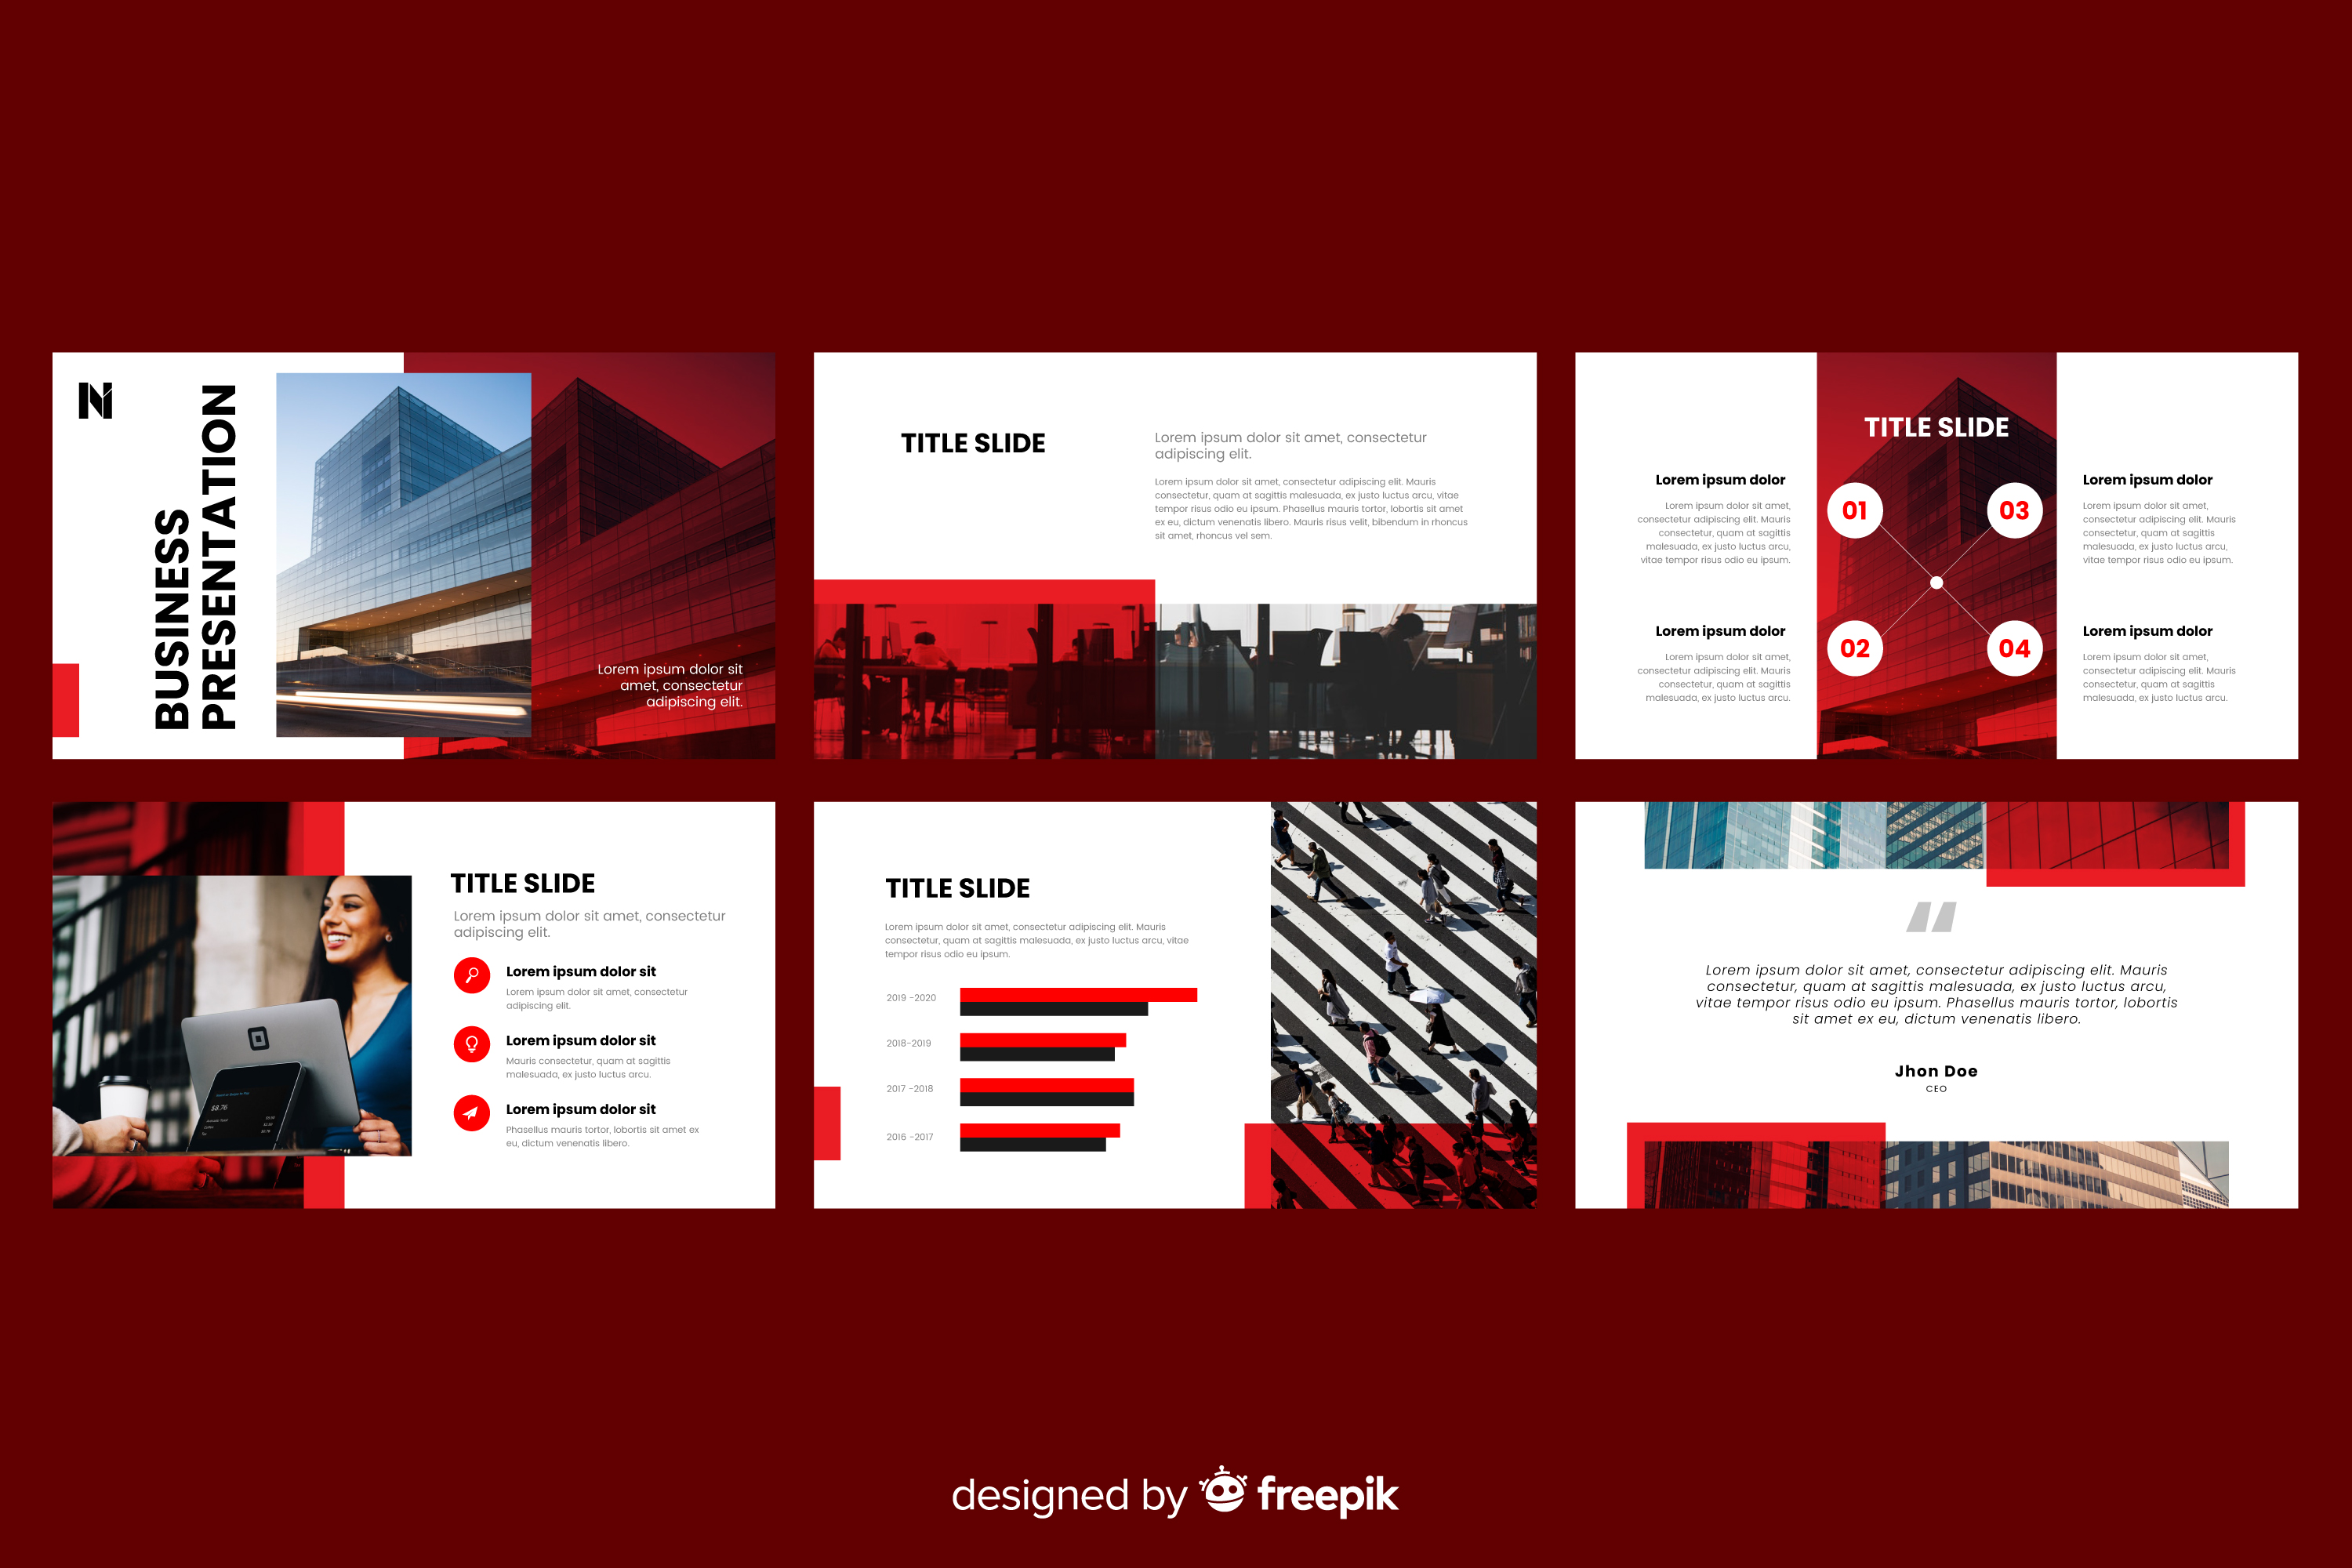 N
BUSINESS
PRESENTATION
Lorem ipsum dolor sit
amet, consectetur
adipiscing elit.
TITLE SLIDE
Lorem ipsum dolor sit amet, consectetur
adipiscing elit.
Lorem ipsum dolor sit amet, consectetur adipiscing elit. Mauris
consectetur, quam at sagittis malesuada, ex justo luctus arcu, vitae
tempor risus odio eu ipsum. Phasellus mauris tortor, lobortis sit amet
ex eu, dictum venenatis libero. Mauris risus velit, bibendum in rhoncus
sit amet, rhoncus vel sem.
TITLE SLIDE
Lorem ipsum dolor
Lorem ipsum dolor sit amet,
consectetur adipiscing elit. Mauris
consectetur, quam at sagittis
malesuada, ex justo luctus arcu,
vitae tempor risus odio eu ipsum.
01
Lorem ipsum dolor
Lorem ipsum dolor sit amet,
consectetur adipiscing elit. Mauris
consectetur, quam at sagittis
malesuada, ex justo luctus arcu.
02
03
Lorem ipsum dolor
Lorem ipsum dolor sit amet,
consectetur adipiscing elit. Mauris
consectetur, quam at sagittis
malesuada, ex justo luctus arcu,
vitae tempor risus odio eu ipsum.
04
Lorem ipsum dolor
Lorem ipsum dolor sit amet,
consectetur adipiscing elit. Mauris
consectetur, quam at sagittis
malesuada, ex justo luctus arcu.
$8.76
TITLE SLIDE
Lorem ipsum dolor sit amet, consectetur
adipiscing elit.
Lorem ipsum dolor sit
Lorem ipsum dolor sit amet, consectetur
adipiscing elit.
Lorem ipsum dolor sit
Mauris consectetur, quam at sagittis
malesuada, ex justo luctus arcu.
Lorem ipsum dolor sit
Phasellus mauris tortor, lobortis sit amet ex
eu, dictum venenatis libero.
TITLE SLIDE
Lorem ipsum dolor sit amet, consectetur adipiscing elit. Mauris
consectetur, quam at sagittis malesuada, ex justo luctus arcu, vitae
tempor risus odio eu ipsum.
2019 -2020
2018-2019
2017 -2018
2016 -2017
"
Lorem ipsum dolor sit amet, consectetur adipiscing elit. Mauris
consectetur, quam at sagittis malesuada, ex justo luctus arcu,
vitae tempor risus odio eu ipsum. Phasellus mauris tortor, lobortis
sit amet ex eu, dictum venenatis libero.
Jhon Doe
CEO
designed by freepik